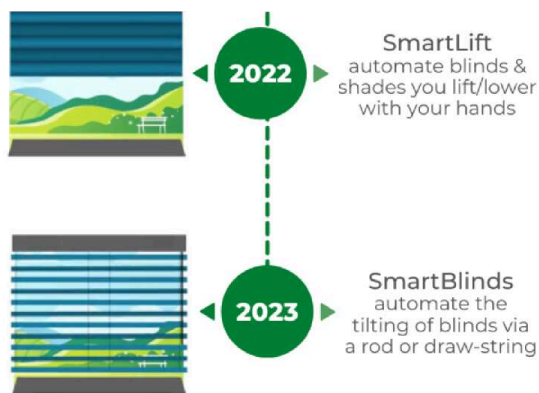 2022
SmartLift
automate blinds &
shades you lift/lower
with your hands
2023
SmartBlinds
automate the
tilting of blinds via
a rod or draw-string